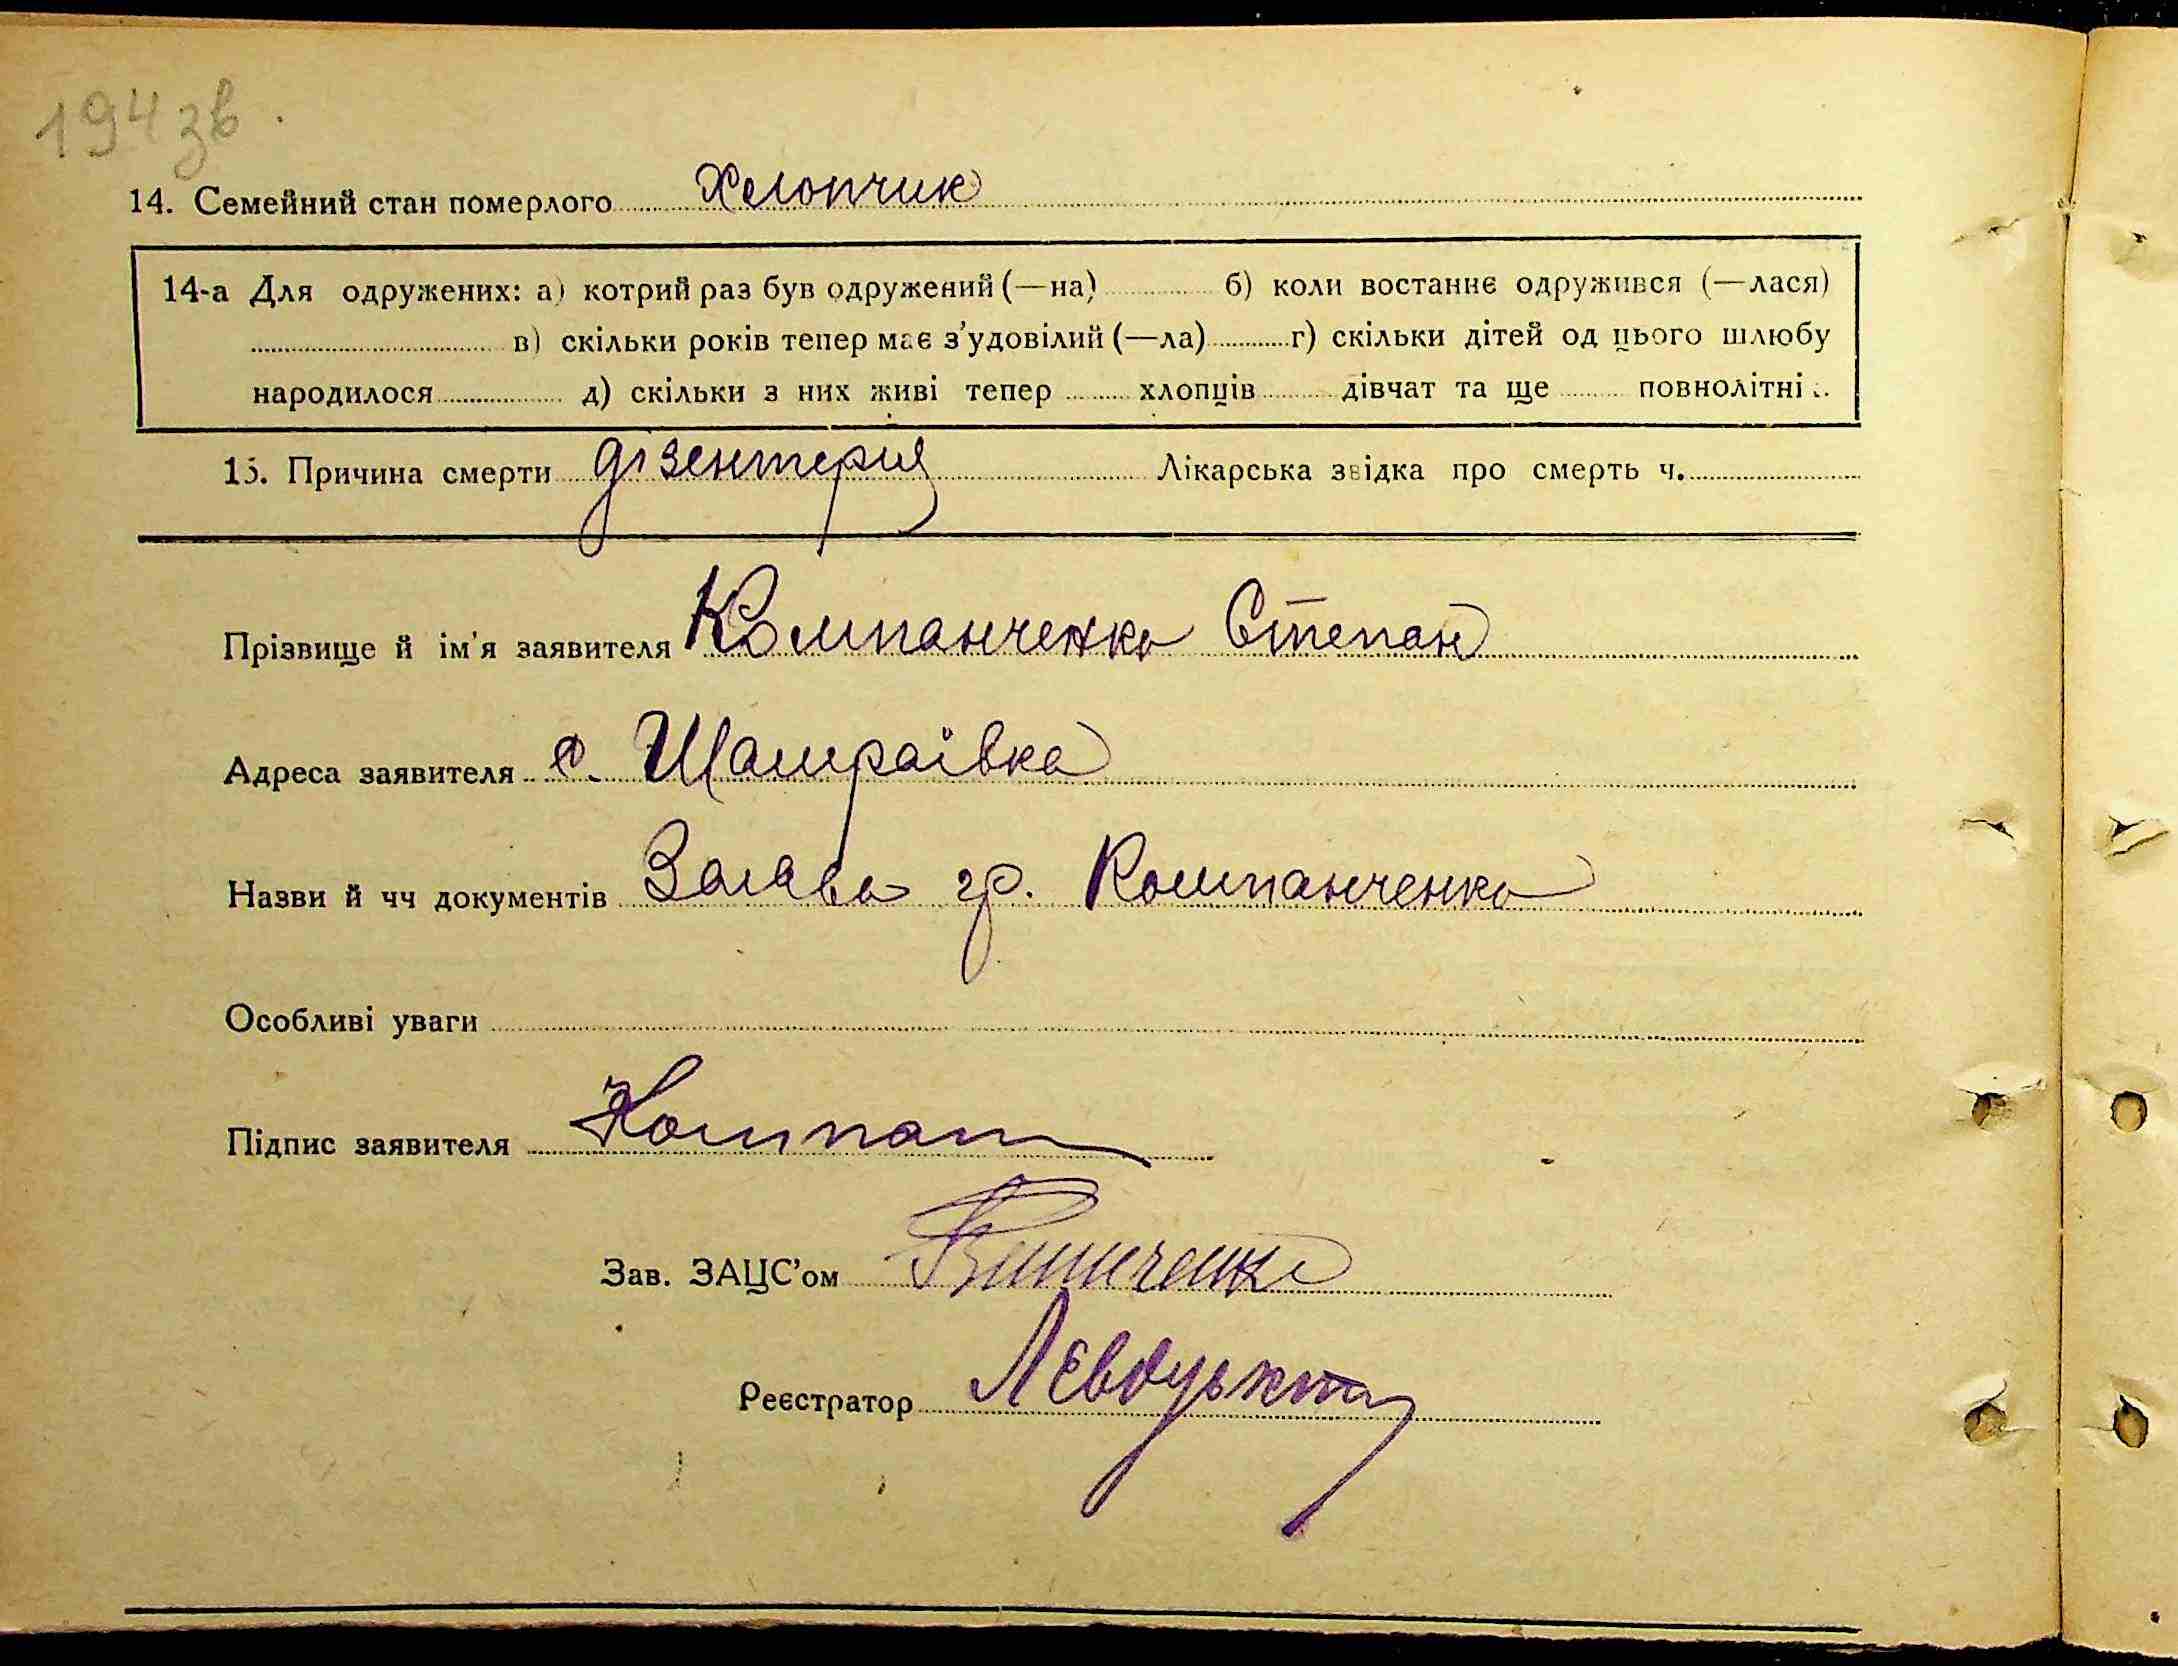 194 зв.
14. Семейний стан померлого Хлопчик
14-а Для одружених: а) котрий раз був одружений (—на) б) коли востаннє одружився (—лася)
в) скільки років тепер має з'удовілий (—ла) г) скільки дітей од цього шлюбу
народилося д) скільки з них живі тепер хлопців дівчат та ще повнолітні
15. Причина смерти дізентерия Лікарська звідка про смерть ч.
Прізвище й ім'я заявителя Компанченко Степан
Адреса заявителя с. Шамраївка
Назви й чч документів Заява гр. Компанченко
Особливі уваги
Підпис заявителя Компан
Зав. ЗАЦС'ом
Реєстратор